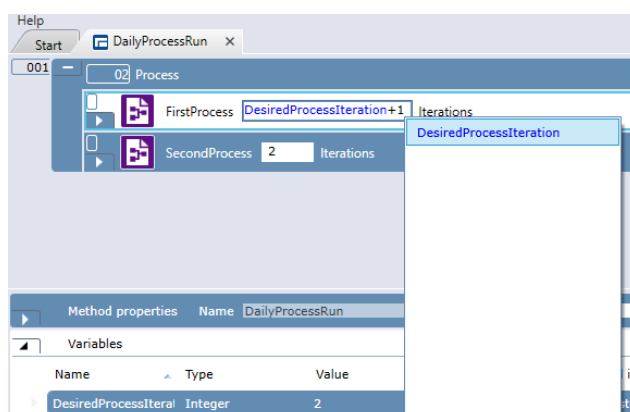 Help
Start DailyProcessRun ×
001 02 Process
FirstProcess DesiredProcessIteration+1 Iterations
DesiredProcessIteration
SecondProcess 2 Iterations
Method properties Name DailyProcessRun
Variables
Name Type Value
DesiredProcessIterat Integer 2